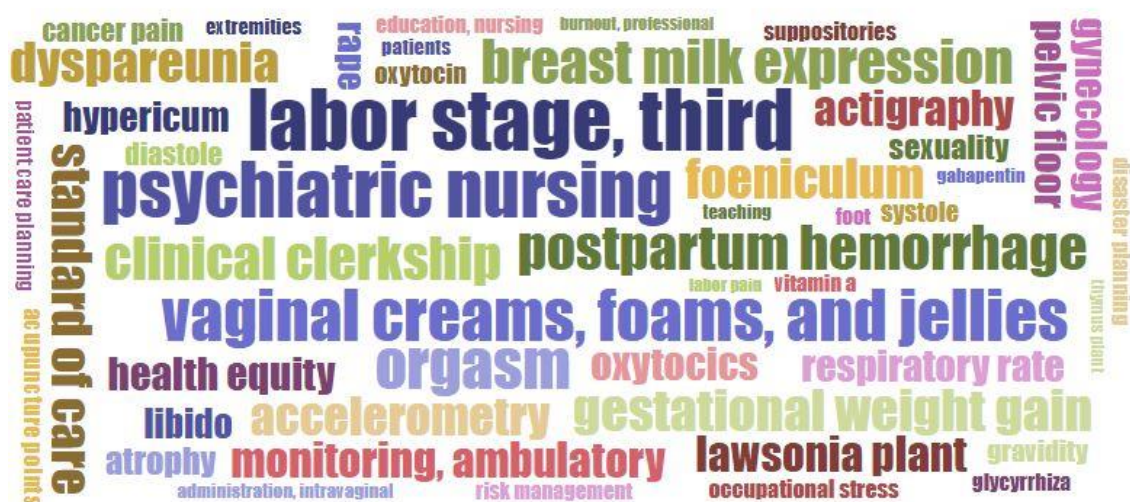 cancer pain
extremities
rape
education, nursing
burnout, professional
suppositories
gynecology
pelvic floor
dyspareunia
patients
oxytocin
breast milk expression
patient care planning
hypericum
labor stage, third
actigraphy
sexuality
standard of care
diastole
psychiatric nursing
foeniculum
gabapentin
disaster planning
teaching
foot
systole
clinical clerkship
postpartum hemorrhage
labor pain
vitamin a
thymus plant
acupuncture points
vaginal creams, foams, and jellies
health equity
orgasm
oxytocics
respiratory rate
libido
accelerometry
gestational weight gain
atrophy
monitoring, ambulatory
lawsonia plant
gravidity
administration, intravaginal
risk management
occupational stress
glycyrrhiza